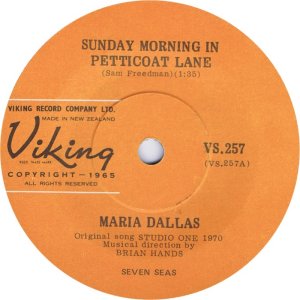 SUNDAY MORNING IN
PETTICOAT LANE
(Sam Freedman)(1:35)
VIKING RECORD COMPANY LTD.
MADE IN NEW ZEALAND
Viking
COPYRIGHT - 1965
ALL RIGHTS RESERVED
VS.257
(VS.257A)
MARIA DALLAS
Original song STUDIO ONE 1970
Musical direction by
BRIAN HANDS
SEVEN SEAS